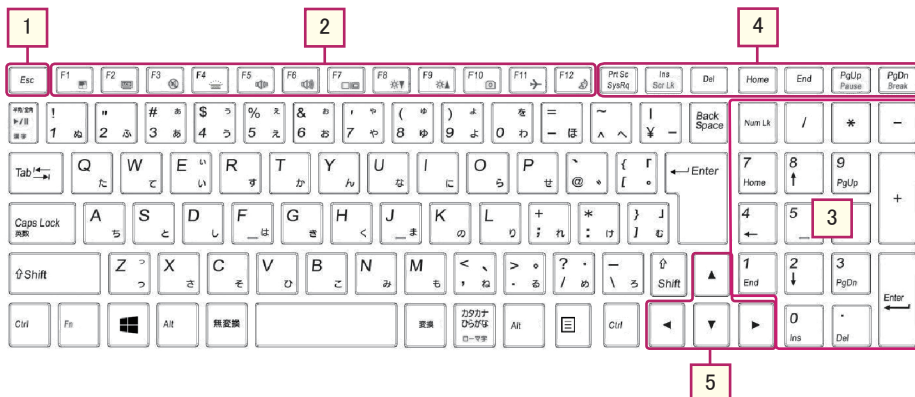 1 2 4
Esc F1 F2 F3 F4 F5 F6 F7 F8 F9 F10 F11 F12 Prt Sc SysRq Ins Scr Lk Del Home End PgUp Pause PgDn Break
半角/全角 漢字 ! 1 ぬ " 2 ふ # ぁ 3 あ $ ぅ 4 う % ぇ 5 え & ぉ 6 お ' ゃ 7 や ( ゅ 8 ゆ ) ょ 9 よ を 0 わ = - ほ ~ ^ へ | ¥ - Back Space Num Lk / * -
Tab Q た W て E ぃ い R す T か Y ん U な I に O ら P せ ` @ ゛ { 「 [ ゜ Enter 7 Home 8 ↑ 9 PgUp +
Caps Lock 英数 A ち S と D し F は G き H く J ま K の L り + ; れ * : け } 」 ] む 4 ← 5 3
⇧ Shift Z っ つ X さ C そ V ひ B こ N み M も < 、 , ね > 。 . る ? ・ / め _ \ ろ ⇧ Shift ▲ 1 End 2 ↓ 3 PgDn Enter
Ctrl Fn Alt 無変換 変換 カタカナ ひらがな ローマ字 Alt Ctrl ◀ ▼ ▶ 0 Ins . Del
5